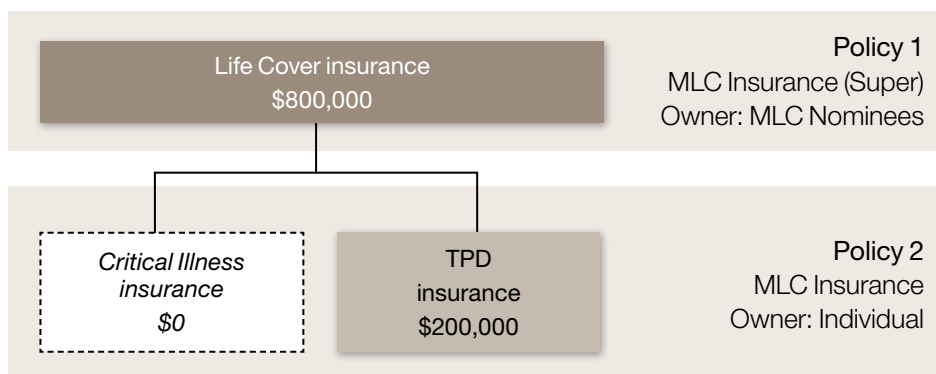 Life Cover insurance
$800,000
Policy 1
MLC Insurance (Super)
Owner: MLC Nominees
Critical Illness
insurance
$0
TPD
insurance
$200,000
Policy 2
MLC Insurance
Owner: Individual